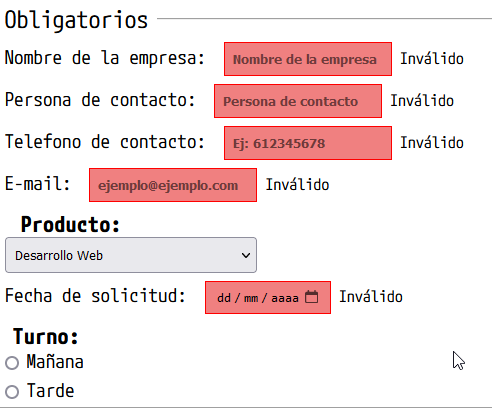 Obligatorios
Nombre de la empresa: Nombre de la empresa Inválido
Persona de contacto: Persona de contacto Inválido
Telefono de contacto: Ej: 612345678 Inválido
E-mail: ejemplo@ejemplo.com Inválido
Producto:
Desarrollo Web
Fecha de solicitud: dd / mm / aaaa Inválido
Turno:
Mañana
Tarde